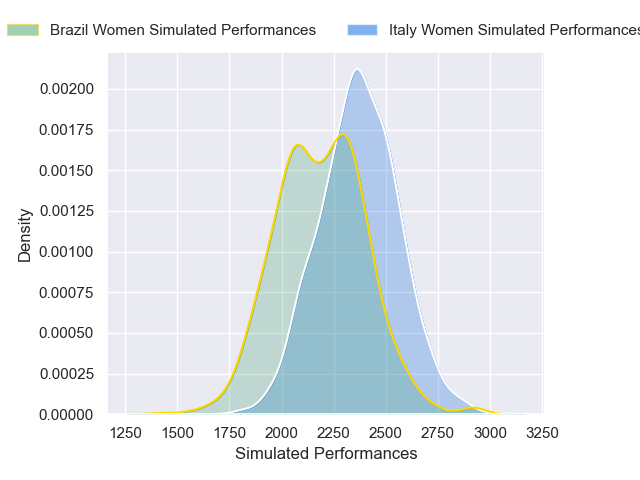 Brazil Women Simulated Performances
Italy Women Simulated Performances
0.00200
0.00175
0.00150
0.00125
0.00100
0.00075
0.00050
0.00025
0.00000
Density
1250 1500 1750 2000 2250 2500 2750 3000 3250
Simulated Performances